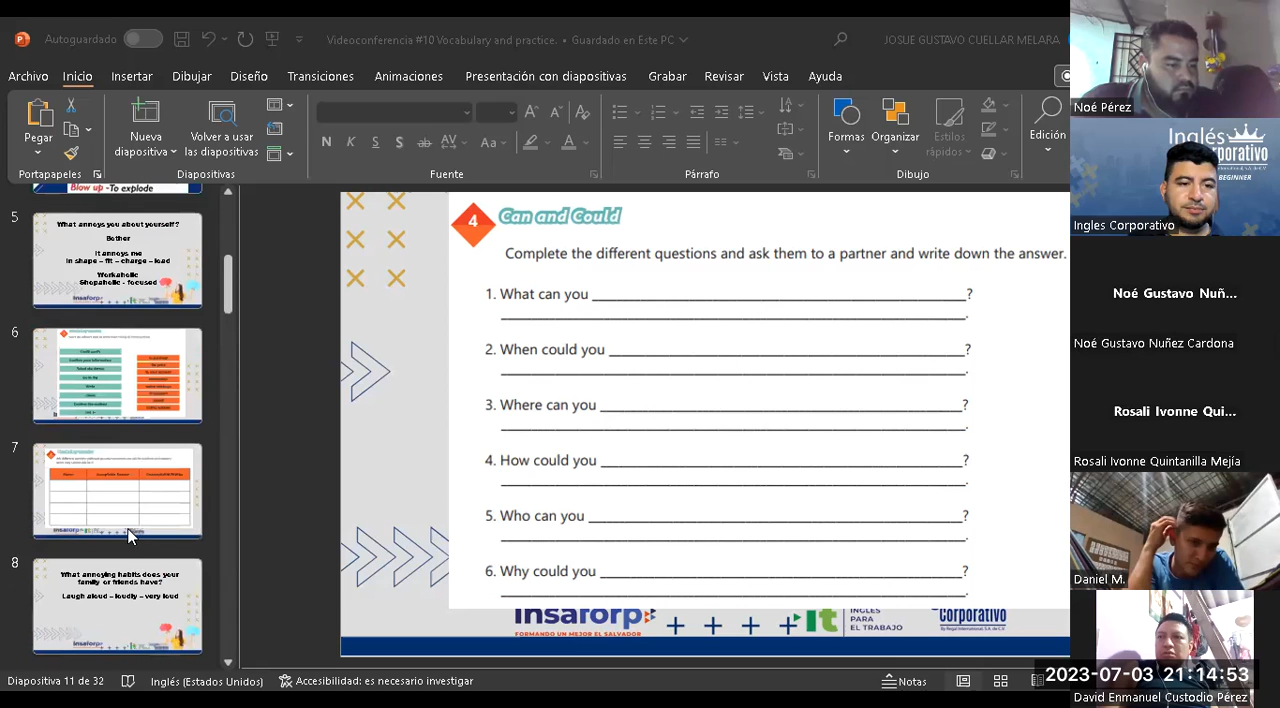 Autoguardado
Videoconferencia #10 Vocabulary and practice. • Guardado en Este PC
JOSUE GUSTAVO CUELLAR MELARA
Archivo Inicio Insertar Dibujar Diseño Transiciones Animaciones Presentación con diapositivas Grabar Revisar Vista Ayuda
Pegar
Nueva diapositiva
Volver a usar las diapositivas
Formas
Organizar
Estilos rápidos
Edición
N K S S ab AV Aa A
Portapapeles
Diapositivas
Fuente
Párrafo
Dibujo
Blow up -To explode
5
What annoys you about yourself?
Bother
It annoys me
In shape – fit – charge – lead
Workaholic
Shopaholic - focused
insaforp
6
7
insaforp
8
What annoying habits does your
family or friends have?
Laugh aloud – loudly – very loud
insaforp
4
Can and Could
Complete the different questions and ask them to a partner and write down the answer.
1. What can you ?
.
2. When could you ?
.
3. Where can you ?
.
4. How could you ?
.
5. Who can you ?
.
6. Why could you ?
.
insaforp
FORMANDO UN MEJOR EL SALVADOR
It
INGLÉS
PARA
EL TRABAJO
Corporativo
Diapositiva 11 de 32
Inglés (Estados Unidos)
Accesibilidad: es necesario investigar
Notas
Noé Pérez
Inglés
Corporativo
BEGINNER
Ingles Corporativo
Noé Gustavo Nuñ...
Noé Gustavo Nuñez Cardona
Rosali Ivonne Qui...
Rosali Ivonne Quintanilla Mejía
Daniel M.
2023-07-03 21:14:53
David Enmanuel Custodio Pérez